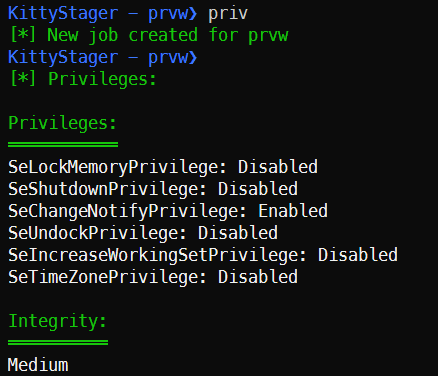 KittyStager – prvw❯ priv
[*] New job created for prvw
KittyStager – prvw❯
[*] Privileges:
Privileges:
SeLockMemoryPrivilege: Disabled
SeShutdownPrivilege: Disabled
SeChangeNotifyPrivilege: Enabled
SeUndockPrivilege: Disabled
SeIncreaseWorkingSetPrivilege: Disabled
SeTimeZonePrivilege: Disabled
Integrity:
Medium